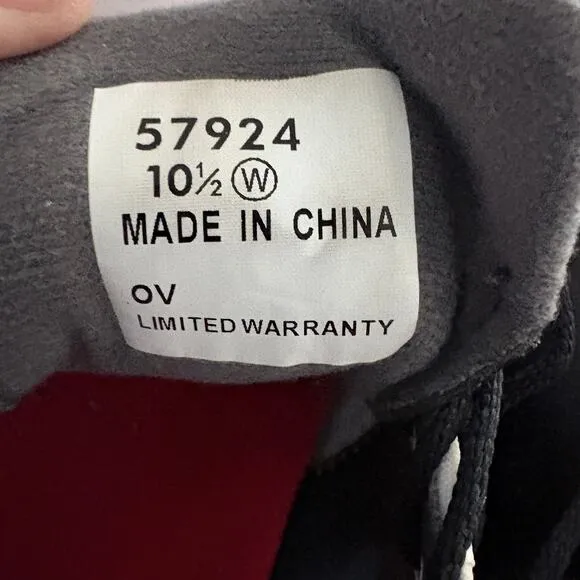 57924
10½ Ⓦ
MADE IN CHINA
OV
LIMITED WARRANTY